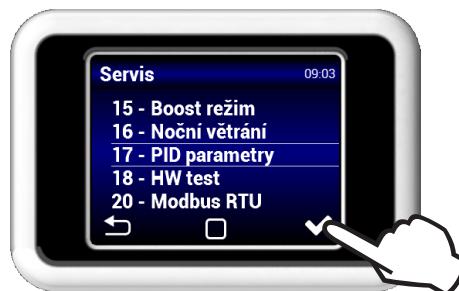 Servis 09:03
15 - Boost režim
16 - Noční větrání
17 - PID parametry
18 - HW test
20 - Modbus RTU